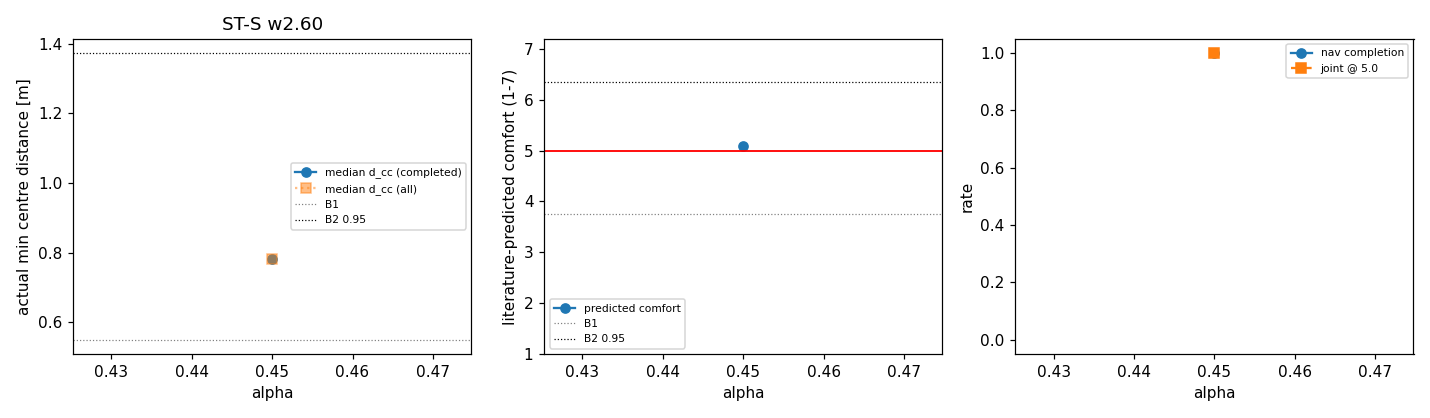 ST-S w2.60
actual min centre distance [m]
1.4
1.2
1.0
0.8
0.6
median d_cc (completed)
median d_cc (all)
B1
B2 0.95
0.43 0.44 0.45 0.46 0.47
alpha
literature-predicted comfort (1-7)
7
6
5
4
3
2
1
predicted comfort
B1
B2 0.95
0.43 0.44 0.45 0.46 0.47
alpha
rate
1.0
0.8
0.6
0.4
0.2
0.0
nav completion
joint @ 5.0
0.43 0.44 0.45 0.46 0.47
alpha